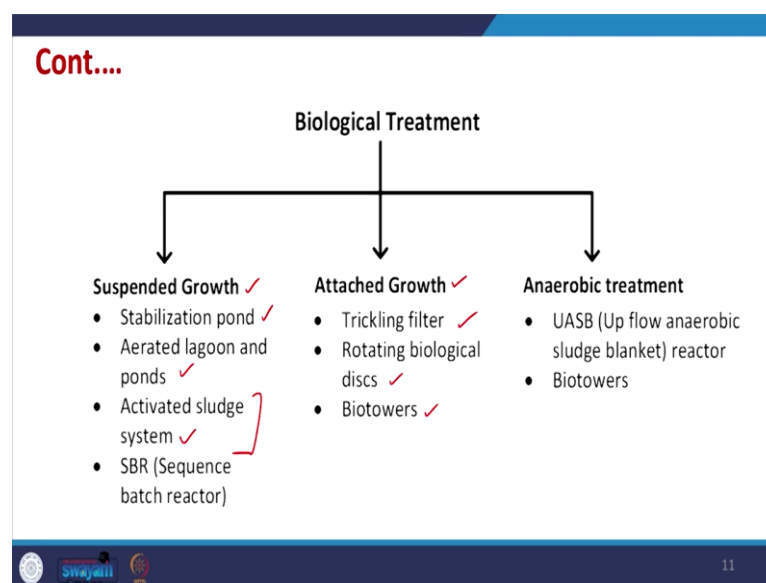 Cont....
Biological Treatment
Suspended Growth
• Stabilization pond
• Aerated lagoon and
ponds
• Activated sludge
system
• SBR (Sequence
batch reactor)
Attached Growth
• Trickling filter
• Rotating biological
discs
• Biotowers
Anaerobic treatment
• UASB (Up flow anaerobic
sludge blanket) reactor
• Biotowers
swayam
11